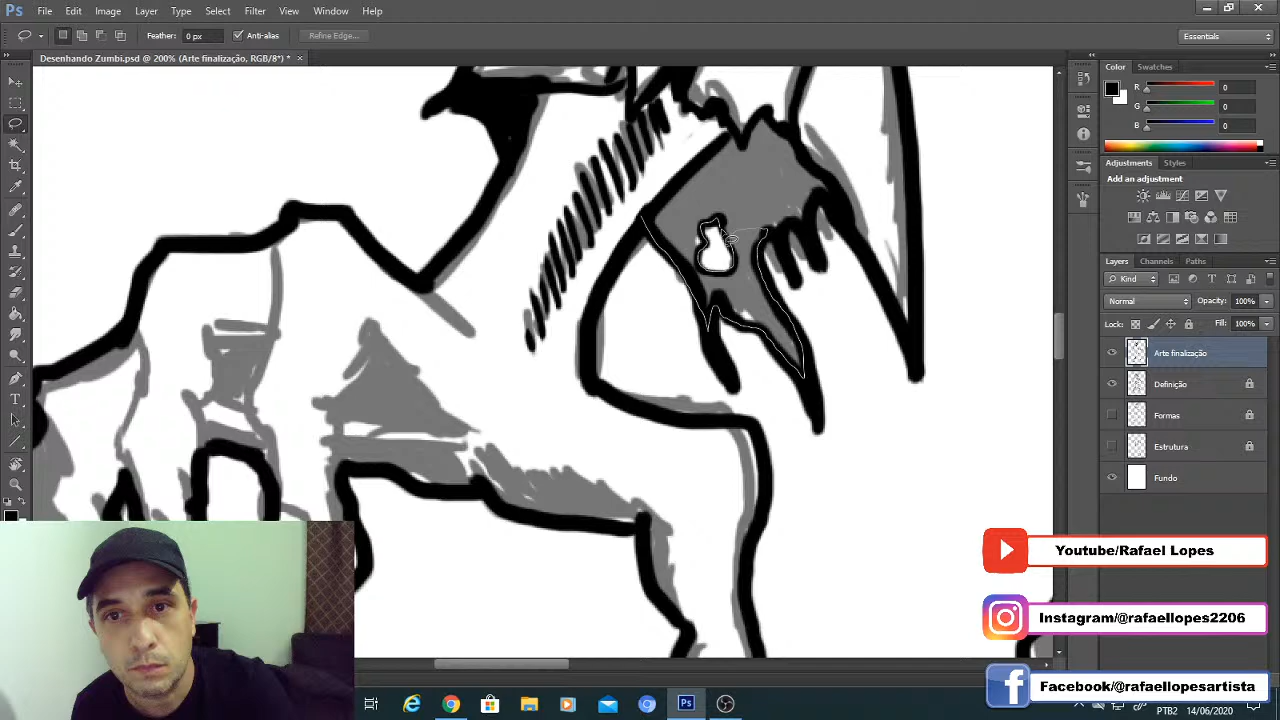 Ps File Edit Image Layer Type Select Filter View Window Help
Feather: 0 px Anti-alias Refine Edge... Essentials
Desenhando Zumbi.psd @ 200% (Arte finalização, RGB/8*) * ×
Color Swatches
R 0
G 0
B 0
Adjustments Styles
Add an adjustment
Layers Channels Paths
Kind
Normal Opacity: 100%
Lock: Fill: 100%
Arte finalização
Definição
Formas
Estrutura
Fundo
Youtube/Rafael Lopes
Instagram/@rafaellopes2206
Facebook/@rafaellopesartista
Ps
PTB2 14/06/2020